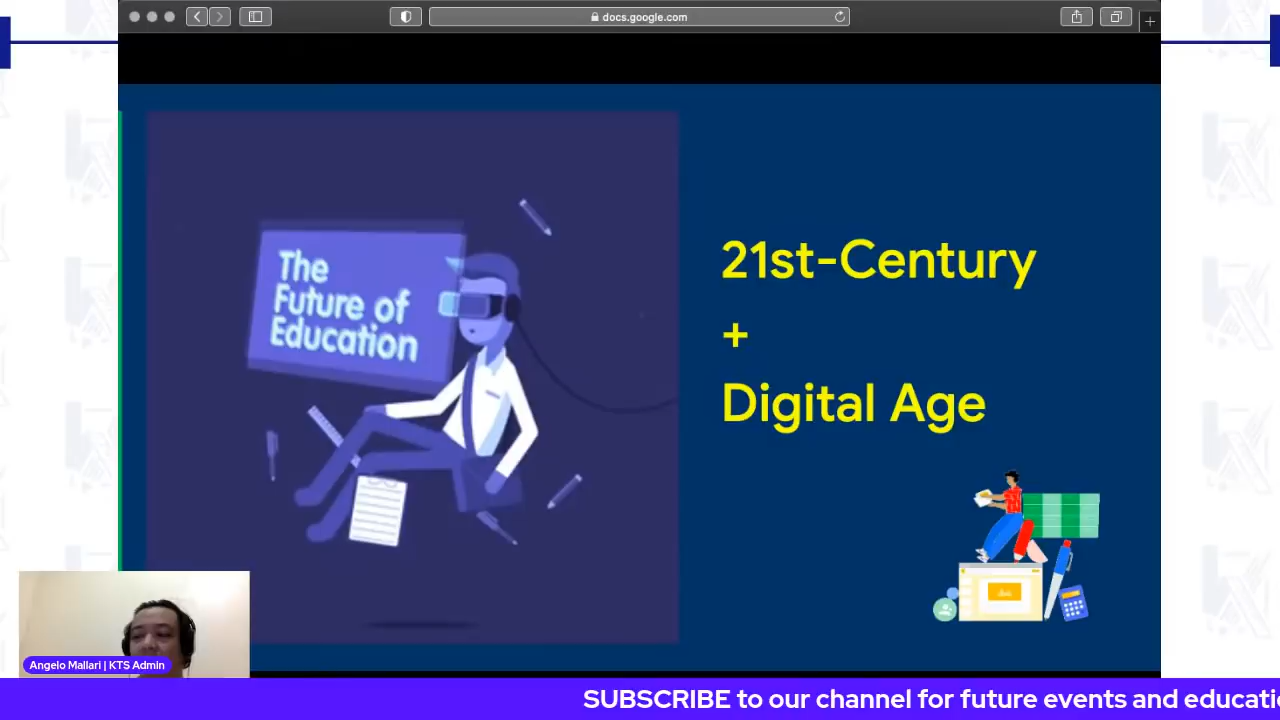 docs.google.com
The
Future of
Education
21st-Century
+
Digital Age
Angelo Mallari | KTS Admin
SUBSCRIBE to our channel for future events and educati